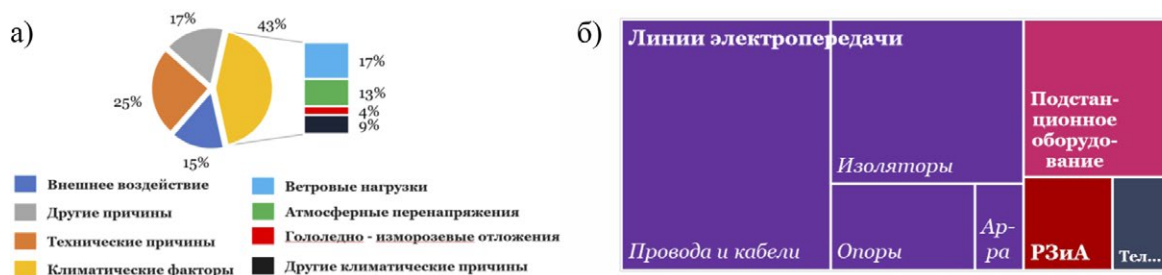 а)
17%
43%
17%
13%
4%
9%
25%
15%
Внешнее воздействие
Другие причины
Технические причины
Климатические факторы
Ветровые нагрузки
Атмосферные перенапряжения
Гололедно - изморозевые отложения
Другие климатические причины
б)
Линии электропередачи
Провода и кабели
Изоляторы
Опоры
Ар-
ра
Подстан-
ционное
оборудо-
вание
РЗиА
Тел...